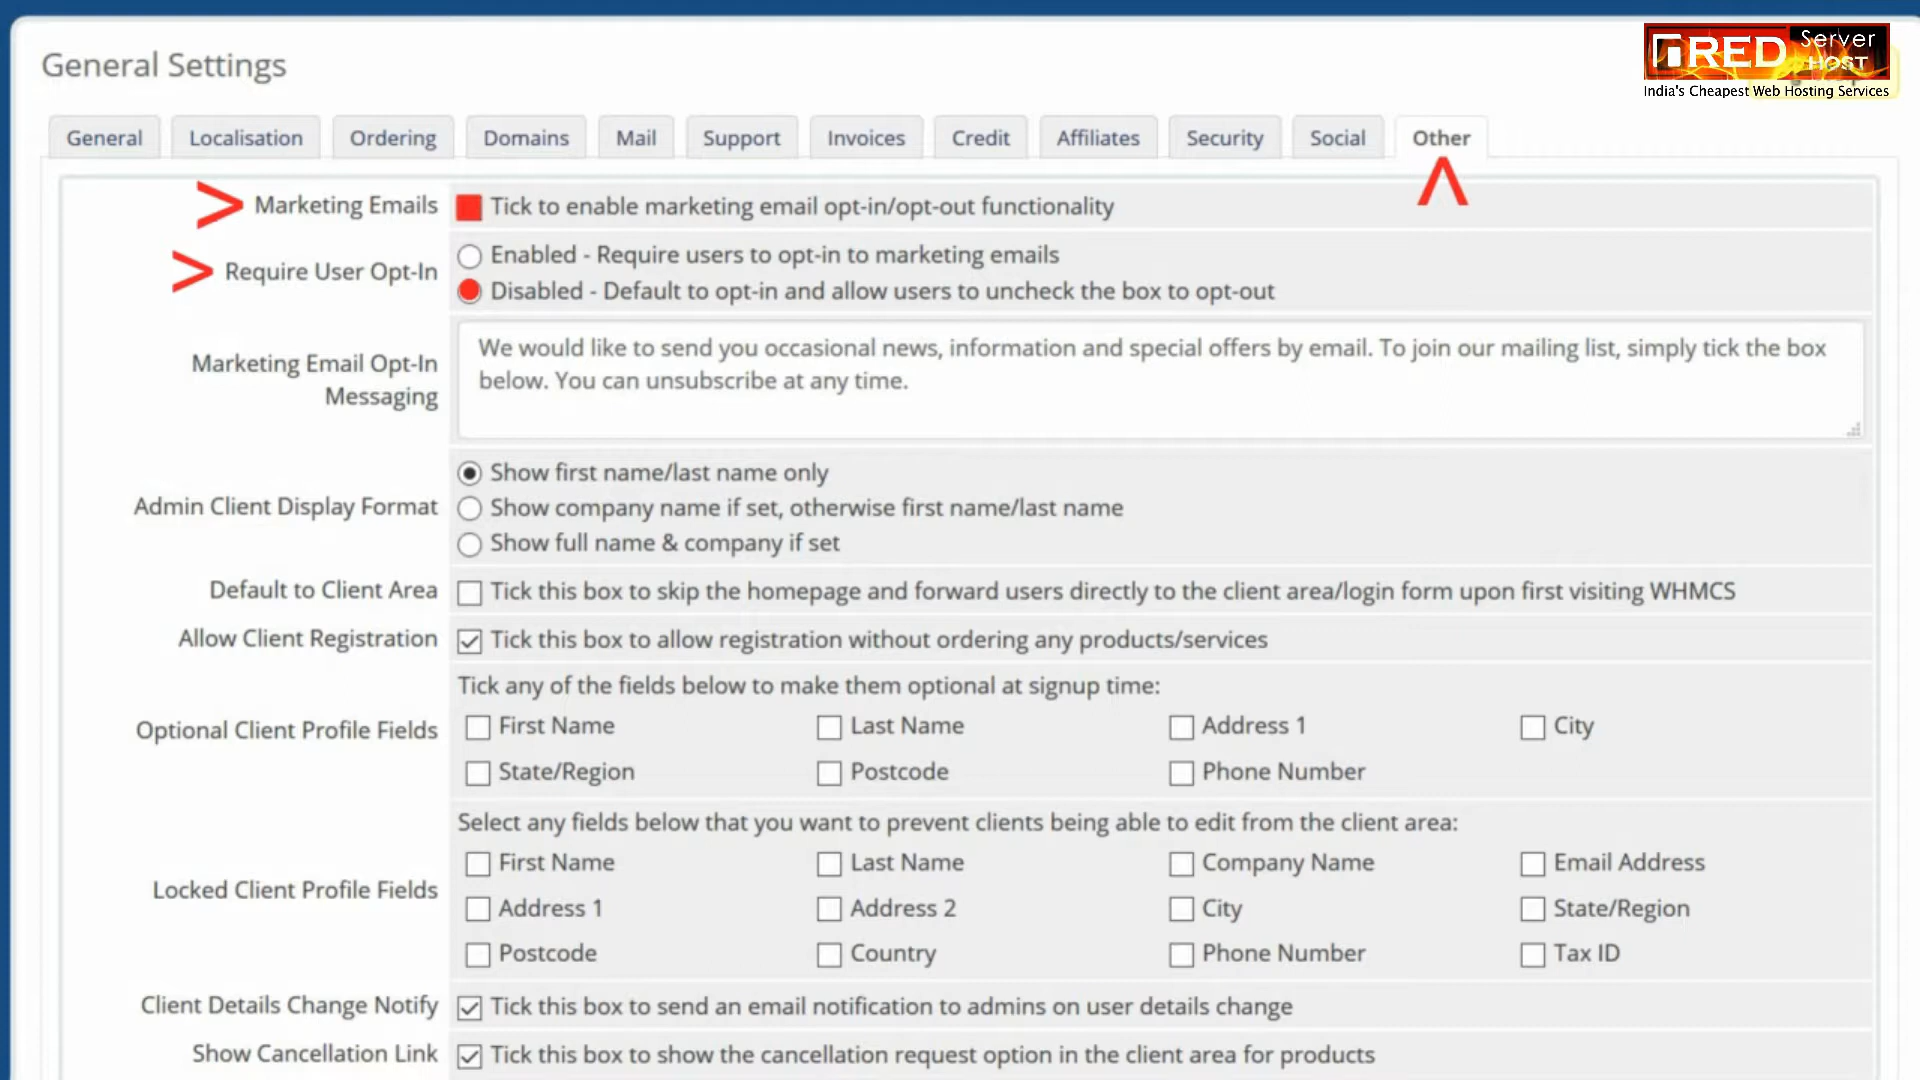 General Settings
RED Server HOST
India's Cheapest Web Hosting Services
General Localisation Ordering Domains Mail Support Invoices Credit Affiliates Security Social Other
Marketing Emails Tick to enable marketing email opt-in/opt-out functionality
Require User Opt-In Enabled - Require users to opt-in to marketing emails
Disabled - Default to opt-in and allow users to uncheck the box to opt-out
Marketing Email Opt-In Messaging
We would like to send you occasional news, information and special offers by email. To join our mailing list, simply tick the box
below. You can unsubscribe at any time.
Admin Client Display Format
Show first name/last name only
Show company name if set, otherwise first name/last name
Show full name & company if set
Default to Client Area Tick this box to skip the homepage and forward users directly to the client area/login form upon first visiting WHMCS
Allow Client Registration Tick this box to allow registration without ordering any products/services
Optional Client Profile Fields
Tick any of the fields below to make them optional at signup time:
First Name Last Name Address 1 City
State/Region Postcode Phone Number
Locked Client Profile Fields
Select any fields below that you want to prevent clients being able to edit from the client area:
First Name Last Name Company Name Email Address
Address 1 Address 2 City State/Region
Postcode Country Phone Number Tax ID
Client Details Change Notify Tick this box to send an email notification to admins on user details change
Show Cancellation Link Tick this box to show the cancellation request option in the client area for products